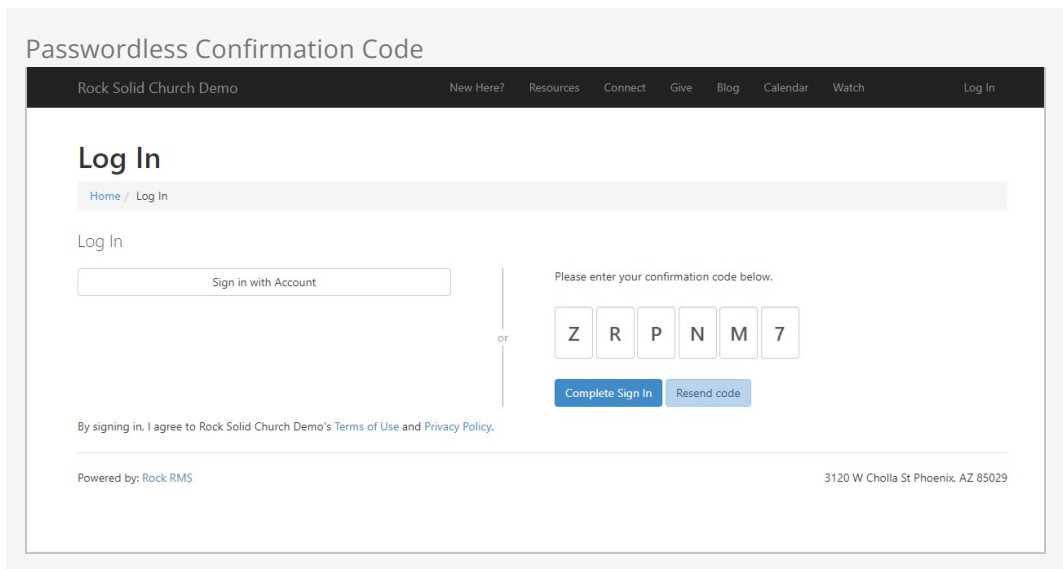 Passwordless Confirmation Code
Rock Solid Church Demo New Here? Resources Connect Give Blog Calendar Watch Log In
Log In
Home / Log In
Log In
Sign in with Account
or
Please enter your confirmation code below.
Z R P N M 7
Complete Sign In Resend code
By signing in, I agree to Rock Solid Church Demo's Terms of Use and Privacy Policy.
Powered by: Rock RMS 3120 W Cholla St Phoenix, AZ 85029